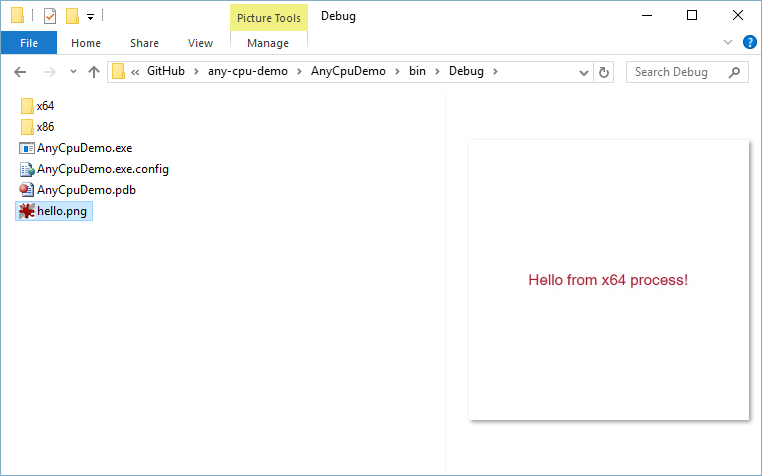 Picture Tools
Debug
File
Home
Share
View
Manage
« GitHub > any-cpu-demo > AnyCpuDemo > bin > Debug >
Search Debug
x64
x86
AnyCpuDemo.exe
AnyCpuDemo.exe.config
AnyCpuDemo.pdb
hello.png
Hello from x64 process!